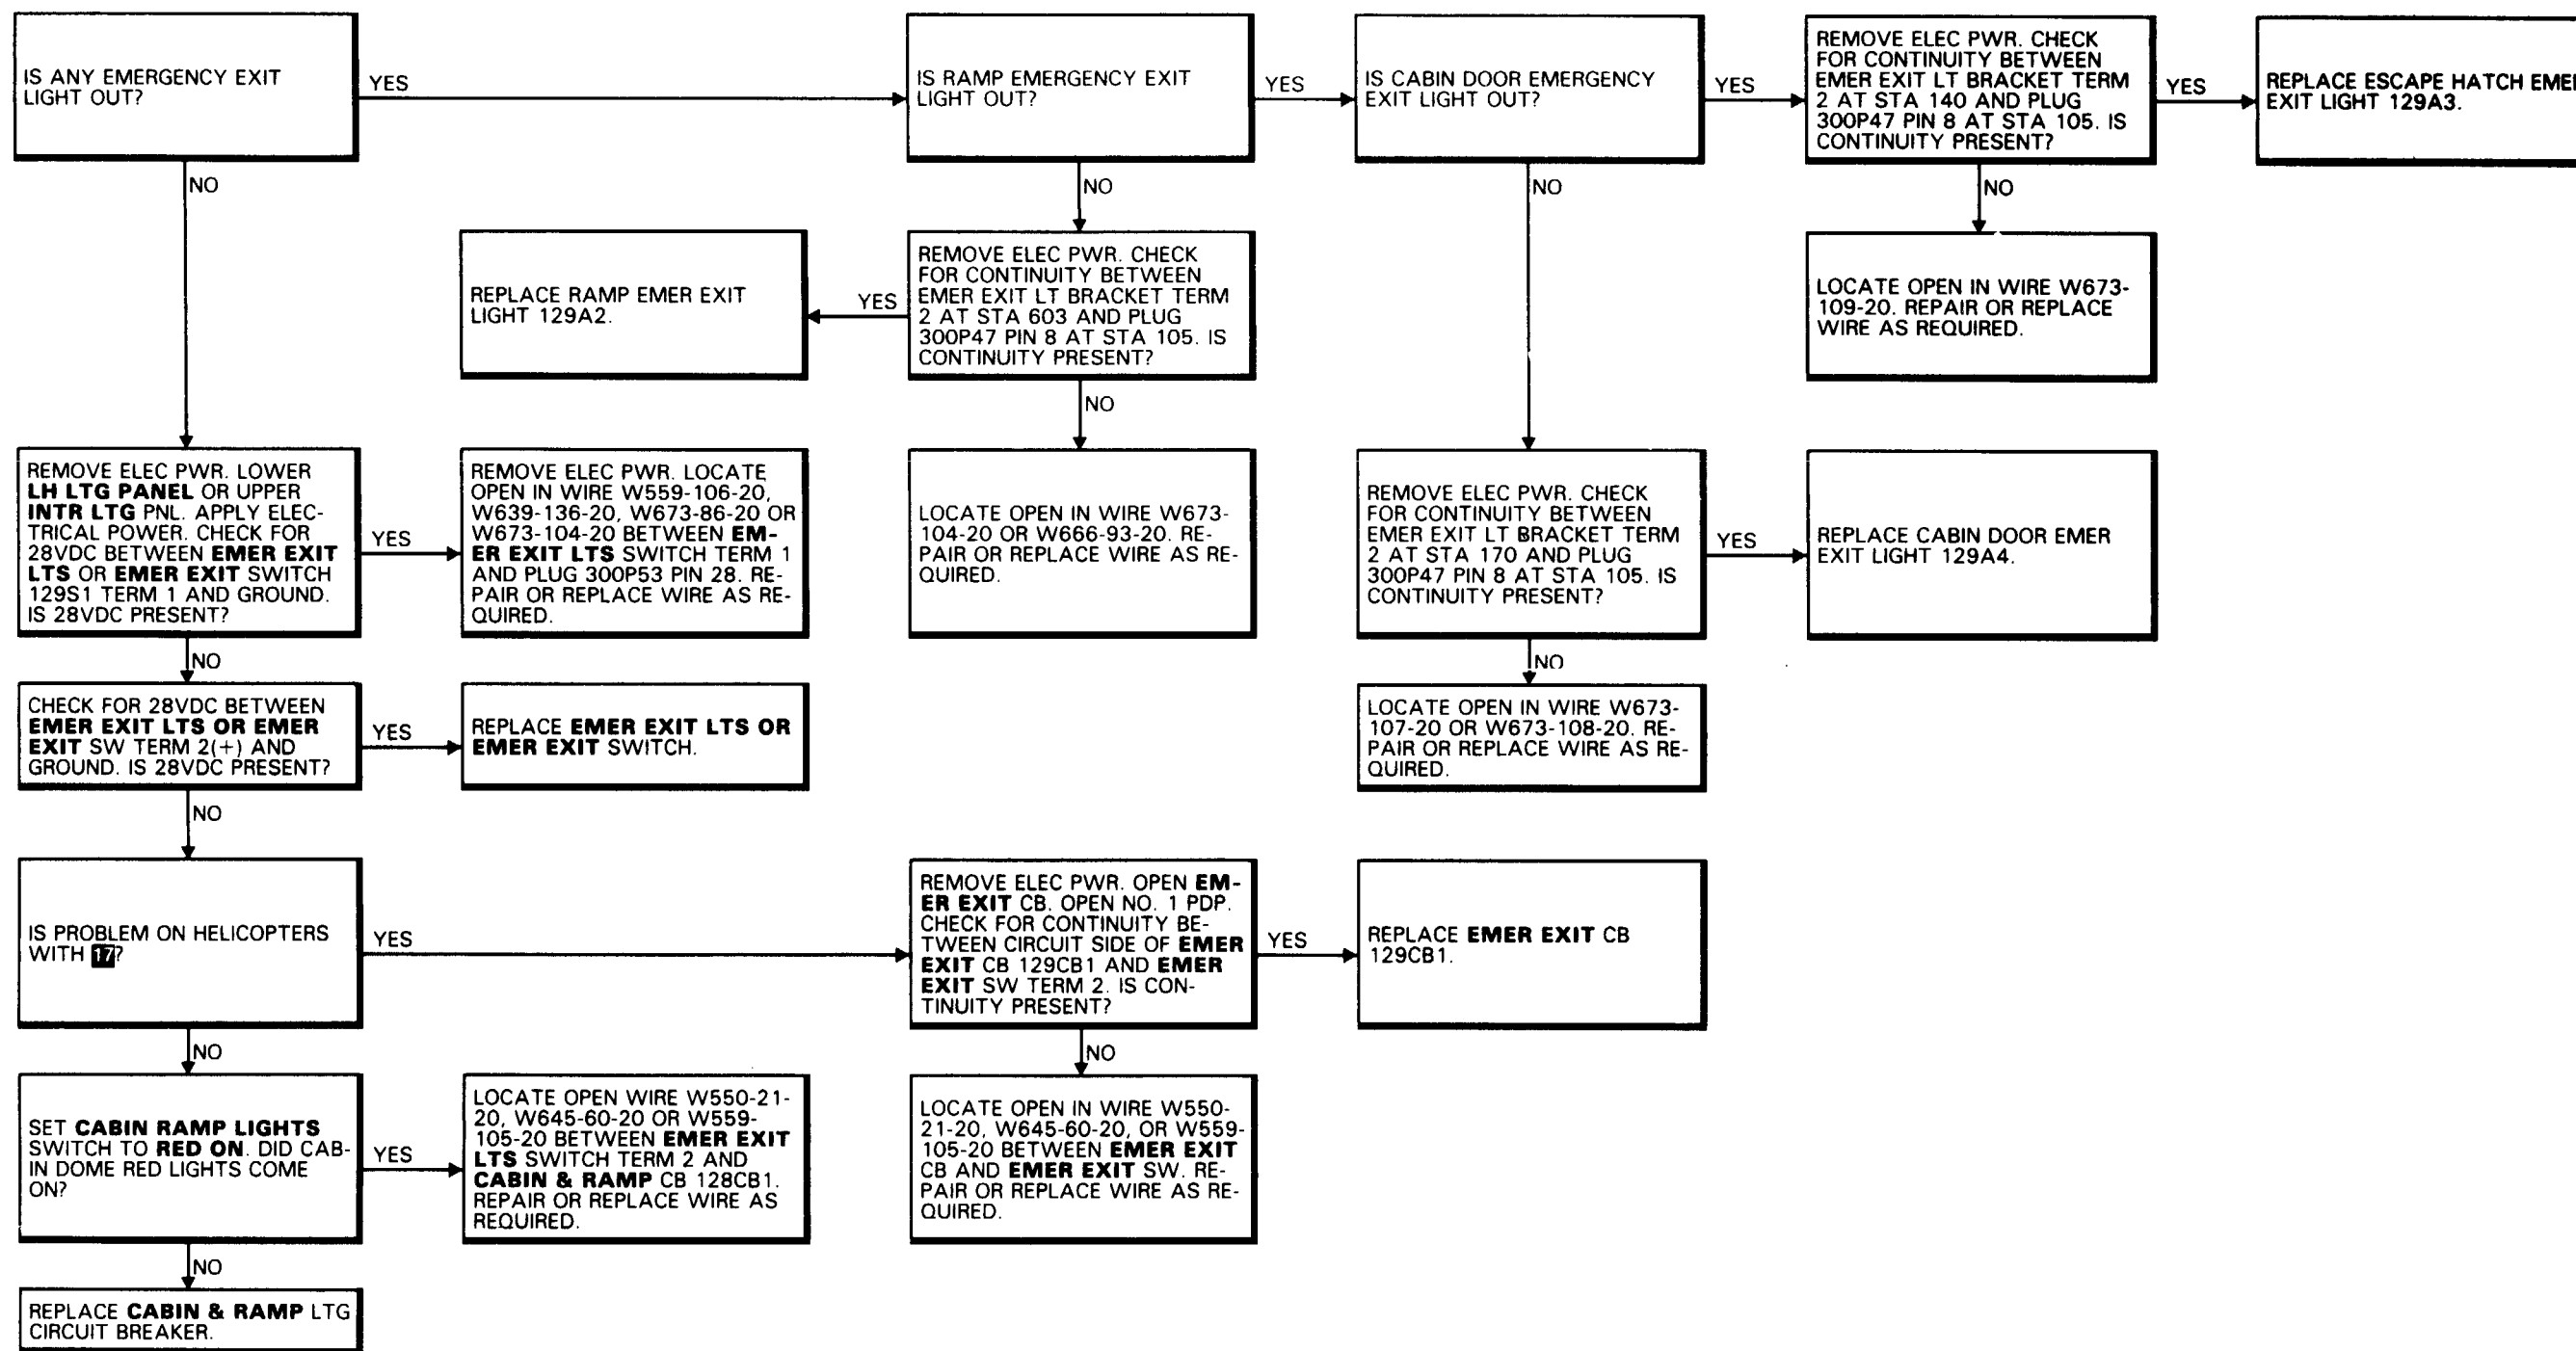 IS ANY EMERGENCY EXIT
LIGHT OUT?
YES
IS RAMP EMERGENCY EXIT
LIGHT OUT?
YES
IS CABIN DOOR EMERGENCY
EXIT LIGHT OUT?
YES
REMOVE ELEC PWR. CHECK
FOR CONTINUITY BETWEEN
EMER EXIT LT BRACKET TERM
2 AT STA 140 AND PLUG
300P47 PIN 8 AT STA 105. IS
CONTINUITY PRESENT?
YES
REPLACE ESCAPE HATCH EMER
EXIT LIGHT 129A3.
NO
NO
NO
NO
REPLACE RAMP EMER EXIT
LIGHT 129A2.
YES
REMOVE ELEC PWR. CHECK
FOR CONTINUITY BETWEEN
EMER EXIT LT BRACKET TERM
2 AT STA 603 AND PLUG
300P47 PIN 8 AT STA 105. IS
CONTINUITY PRESENT?
LOCATE OPEN IN WIRE W673-
109-20. REPAIR OR REPLACE
WIRE AS REQUIRED.
NO
REMOVE ELEC PWR. LOWER
LH LTG PANEL OR UPPER
INTR LTG PNL. APPLY ELEC-
TRICAL POWER. CHECK FOR
28VDC BETWEEN EMER EXIT
LTS OR EMER EXIT SWITCH
129S1 TERM 1 AND GROUND.
IS 28VDC PRESENT?
YES
REMOVE ELEC PWR. LOCATE
OPEN IN WIRE W559-106-20,
W639-136-20, W673-86-20 OR
W673-104-20 BETWEEN EM-
ER EXIT LTS SWITCH TERM 1
AND PLUG 300P53 PIN 28. RE-
PAIR OR REPLACE WIRE AS RE-
QUIRED.
LOCATE OPEN IN WIRE W673-
104-20 OR W666-93-20. RE-
PAIR OR REPLACE WIRE AS RE-
QUIRED.
REMOVE ELEC PWR. CHECK
FOR CONTINUITY BETWEEN
EMER EXIT LT BRACKET TERM
2 AT STA 170 AND PLUG
300P47 PIN 8 AT STA 105. IS
CONTINUITY PRESENT?
YES
REPLACE CABIN DOOR EMER
EXIT LIGHT 129A4.
NO
NO
CHECK FOR 28VDC BETWEEN
EMER EXIT LTS OR EMER
EXIT SW TERM 2(+) AND
GROUND. IS 28VDC PRESENT?
YES
REPLACE EMER EXIT LTS OR
EMER EXIT SWITCH.
LOCATE OPEN IN WIRE W673-
107-20 OR W673-108-20. RE-
PAIR OR REPLACE WIRE AS RE-
QUIRED.
NO
IS PROBLEM ON HELICOPTERS
WITH 17?
YES
REMOVE ELEC PWR. OPEN EM-
ER EXIT CB. OPEN NO. 1 PDP.
CHECK FOR CONTINUITY BE-
TWEEN CIRCUIT SIDE OF EMER
EXIT CB 129CB1 AND EMER
EXIT SW TERM 2. IS CON-
TINUITY PRESENT?
YES
REPLACE EMER EXIT CB
129CB1.
NO
NO
SET CABIN RAMP LIGHTS
SWITCH TO RED ON. DID CAB-
IN DOME RED LIGHTS COME
ON?
YES
LOCATE OPEN WIRE W550-21-
20, W645-60-20 OR W559-
105-20 BETWEEN EMER EXIT
LTS SWITCH TERM 2 AND
CABIN & RAMP CB 128CB1.
REPAIR OR REPLACE WIRE AS
REQUIRED.
LOCATE OPEN IN WIRE W550-
21-20, W645-60-20, OR W559-
105-20 BETWEEN EMER EXIT
CB AND EMER EXIT SW. RE-
PAIR OR REPLACE WIRE AS RE-
QUIRED.
NO
REPLACE CABIN & RAMP LTG
CIRCUIT BREAKER.